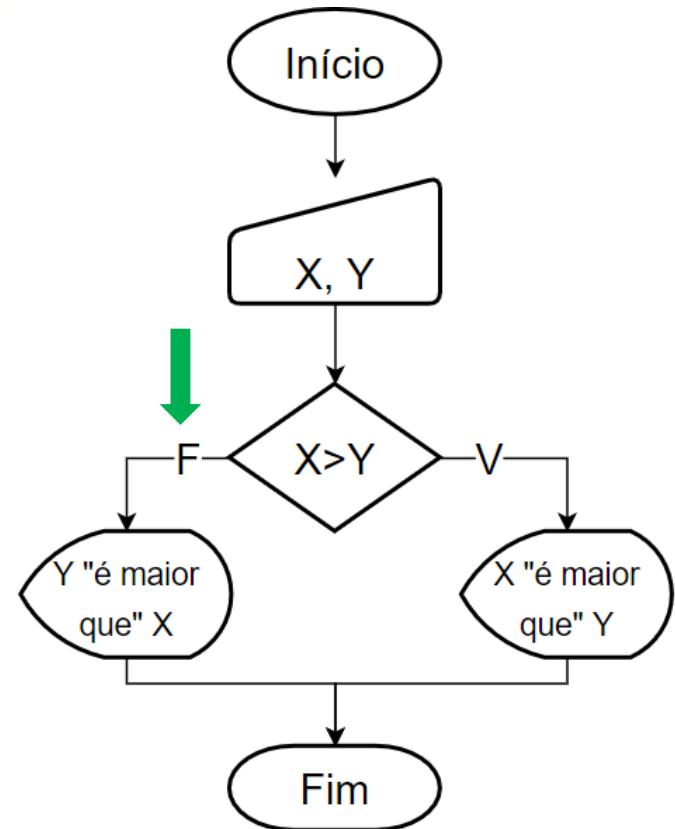 Início
X, Y
F
X>Y
V
Y "é maior
que" X
X "é maior
que" Y
Fim